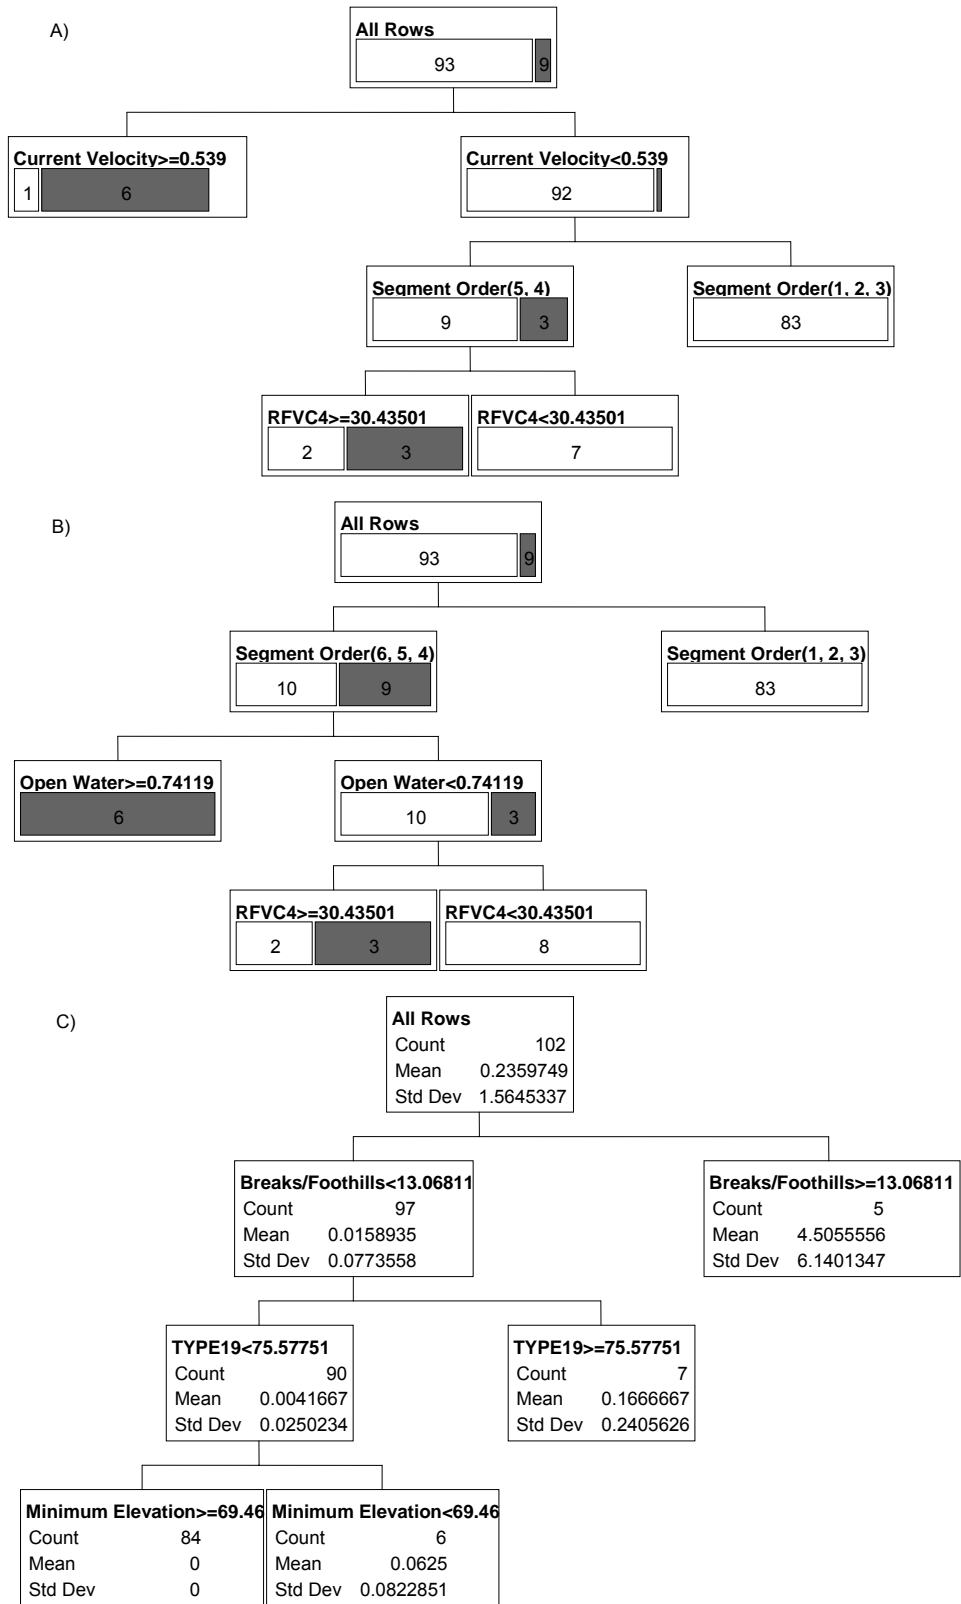 A)
All Rows
93 9
Current Velocity>=0.539
1 6
Current Velocity<0.539
92
Segment Order(5, 4)
9 3
Segment Order(1, 2, 3)
83
RFVC4>=30.43501
2 3
RFVC4<30.43501
7
B)
All Rows
93 9
Segment Order(6, 5, 4)
10 9
Segment Order(1, 2, 3)
83
Open Water>=0.74119
6
Open Water<0.74119
10 3
RFVC4>=30.43501
2 3
RFVC4<30.43501
8
C)
All Rows
Count 102
Mean 0.2359749
Std Dev 1.5645337
Breaks/Foothills<13.06811
Count 97
Mean 0.0158935
Std Dev 0.0773558
Breaks/Foothills>=13.06811
Count 5
Mean 4.5055556
Std Dev 6.1401347
TYPE19<75.57751
Count 90
Mean 0.0041667
Std Dev 0.0250234
TYPE19>=75.57751
Count 7
Mean 0.1666667
Std Dev 0.2405626
Minimum Elevation>=69.46
Count 84
Mean 0
Std Dev 0
Minimum Elevation<69.46
Count 6
Mean 0.0625
Std Dev 0.0822851